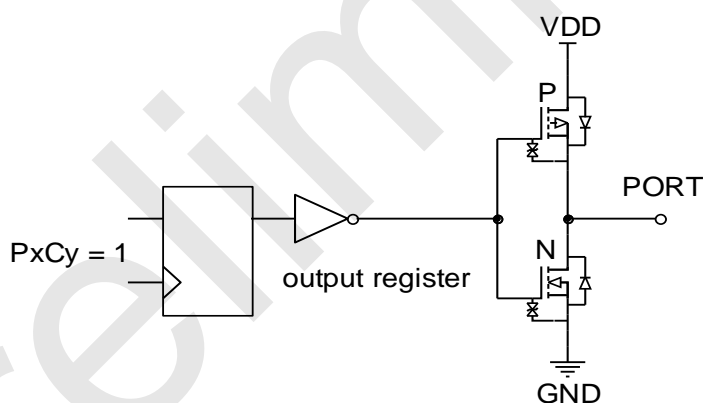 VDD
P
PORT
PxCy = 1
N
output register
GND